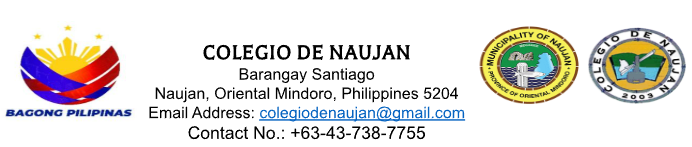 COLEGIO DE NAUJAN
Barangay Santiago
Naujan, Oriental Mindoro, Philippines 5204
Email Address: colegiodenaujan@gmail.com
Contact No.: +63-43-738-7755
BAGONG PILIPINAS
MUNICIPALITY OF NAUJAN
PROVINCE OF ORIENTAL MINDORO
COLEGIO DE NAUJAN
2003